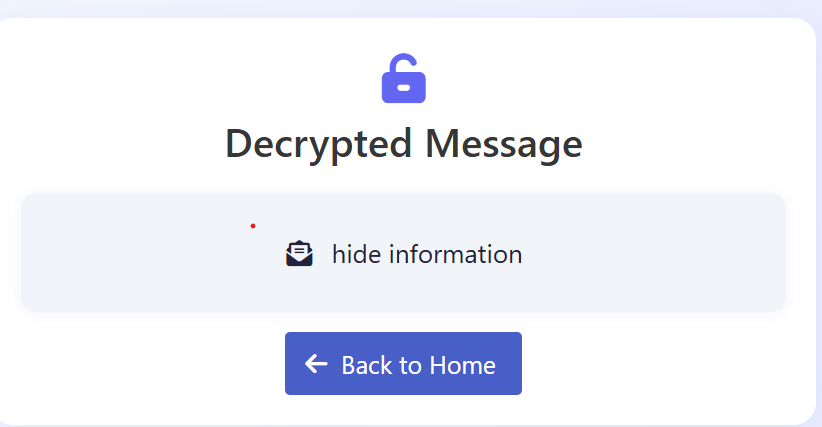 Decrypted Message
hide information
Back to Home